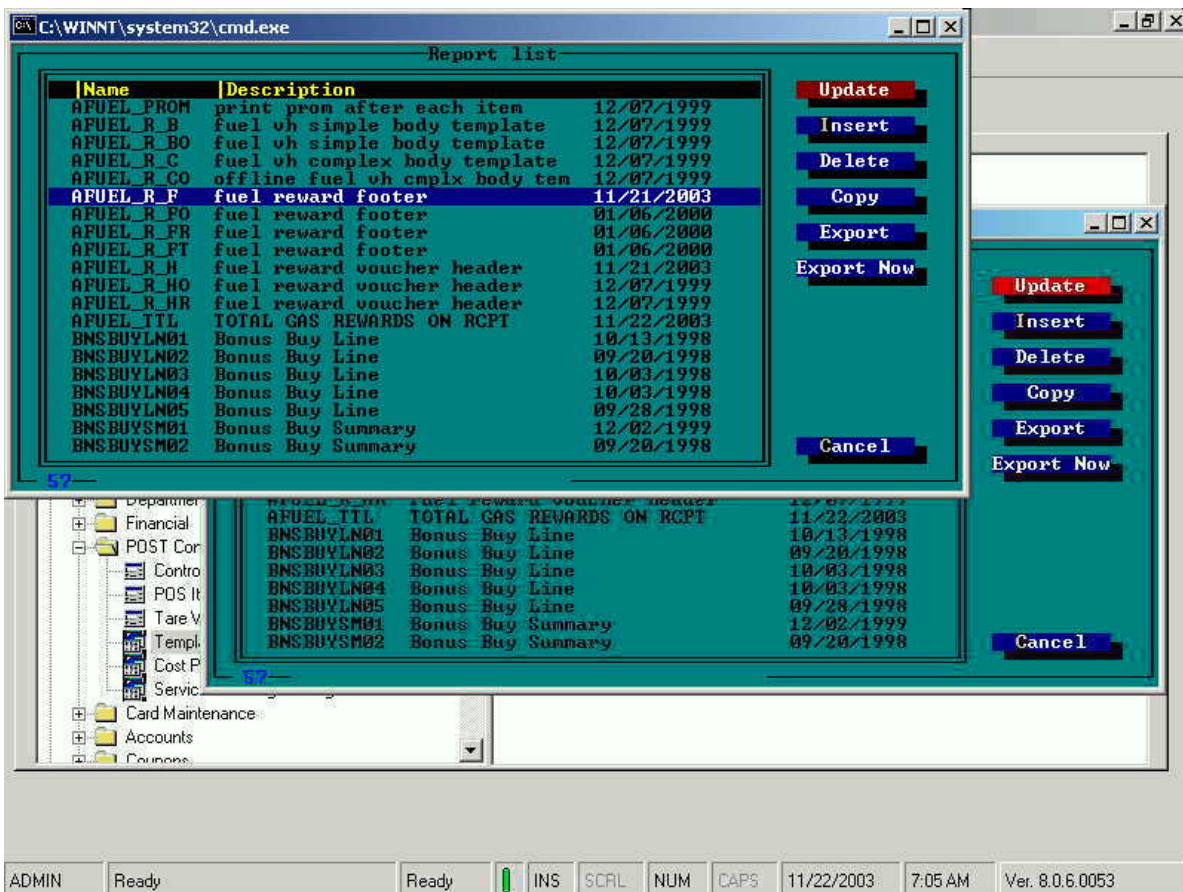 C:\WINNT\system32\cmd.exe
Report list
|Name |Description
AFUEL_PROM print prom after each item 12/07/1999
AFUEL_R_B fuel vh simple body template 12/07/1999
AFUEL_R_BO fuel vh simple body template 12/07/1999
AFUEL_R_C fuel vh complex body template 12/07/1999
AFUEL_R_CO offline fuel vh cmplx body tem 12/07/1999
AFUEL_R_F fuel reward footer 11/21/2003
AFUEL_R_FO fuel reward footer 01/06/2000
AFUEL_R_FR fuel reward footer 01/06/2000
AFUEL_R_FT fuel reward footer 01/06/2000
AFUEL_R_H fuel reward voucher header 11/21/2003
AFUEL_R_HO fuel reward voucher header 12/07/1999
AFUEL_R_HR fuel reward voucher header 12/07/1999
AFUEL_TTL TOTAL GAS REWARDS ON RCPT 11/22/2003
BNSBUYLN01 Bonus Buy Line 10/13/1998
BNSBUYLN02 Bonus Buy Line 09/20/1998
BNSBUYLN03 Bonus Buy Line 10/03/1998
BNSBUYLN04 Bonus Buy Line 10/03/1998
BNSBUYLN05 Bonus Buy Line 09/28/1998
BNSBUYSM01 Bonus Buy Summary 12/02/1999
BNSBUYSM02 Bonus Buy Summary 09/20/1998
57
Update
Insert
Delete
Copy
Export
Export Now
Cancel
Update
Insert
Delete
Copy
Export
Export Now
Cancel
AFUEL_R_HR fuel reward voucher header 12/07/1999
AFUEL_TTL TOTAL GAS REWARDS ON RCPT 11/22/2003
BNSBUYLN01 Bonus Buy Line 10/13/1998
BNSBUYLN02 Bonus Buy Line 09/20/1998
BNSBUYLN03 Bonus Buy Line 10/03/1998
BNSBUYLN04 Bonus Buy Line 10/03/1998
BNSBUYLN05 Bonus Buy Line 09/28/1998
BNSBUYSM01 Bonus Buy Summary 12/02/1999
BNSBUYSM02 Bonus Buy Summary 09/20/1998
57
Departmen
Financial
POST Con
Contro
POS It
Tare V
Templ
Cost P
Servic
Card Maintenance
Accounts
Coupons
ADMIN Ready Ready INS SCRL NUM CAPS 11/22/2003 7:05 AM Ver. 8.0.6.0053